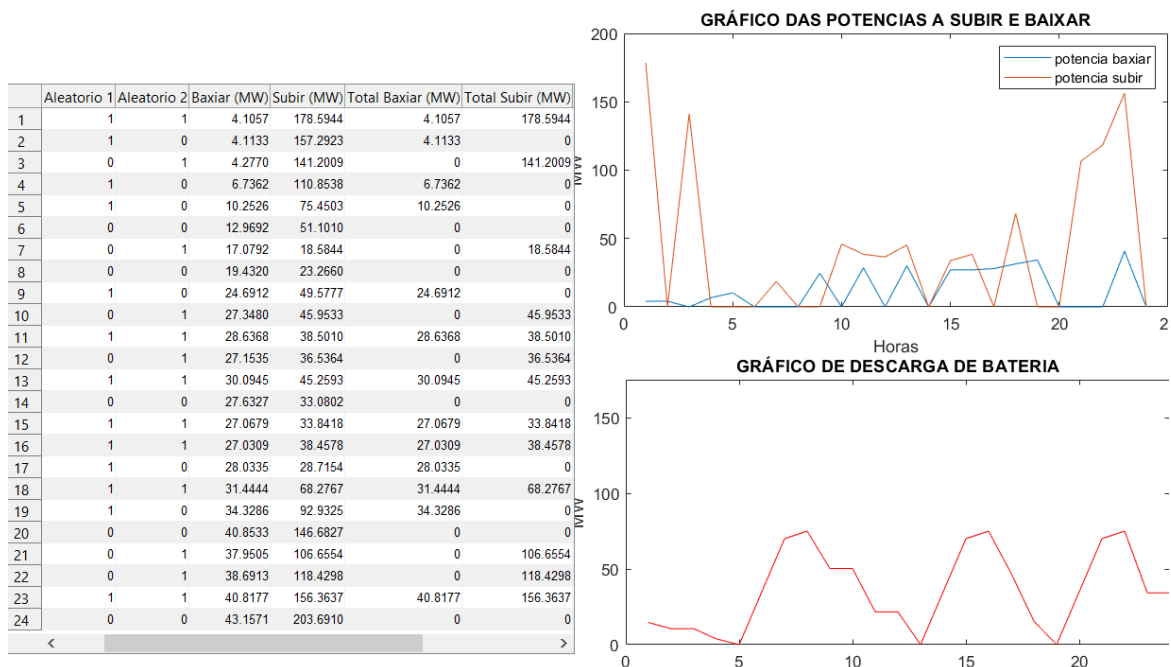 Aleatorio 1 Aleatorio 2 Baxiar (MW) Subir (MW) Total Baxiar (MW) Total Subir (MW)
1 1 1 4.1057 178.5944 4.1057 178.5944
2 1 0 4.1133 157.2923 4.1133 0
3 0 1 4.2770 141.2009 0 141.2009
4 1 0 6.7362 110.8538 6.7362 0
5 1 0 10.2526 75.4503 10.2526 0
6 0 0 12.9692 51.1010 0 0
7 0 1 17.0792 18.5844 0 18.5844
8 0 0 19.4320 23.2660 0 0
9 1 0 24.6912 49.5777 24.6912 0
10 0 1 27.3480 45.9533 0 45.9533
11 1 1 28.6368 38.5010 28.6368 38.5010
12 0 1 27.1535 36.5364 0 36.5364
13 1 1 30.0945 45.2593 30.0945 45.2593
14 0 0 27.6327 33.0802 0 0
15 1 1 27.0679 33.8418 27.0679 33.8418
16 1 1 27.0309 38.4578 27.0309 38.4578
17 1 0 28.0335 28.7154 28.0335 0
18 1 1 31.4444 68.2767 31.4444 68.2767
19 1 0 34.3286 92.9325 34.3286 0
20 0 0 40.8533 146.6827 0 0
21 0 1 37.9505 106.6554 0 106.6554
22 0 1 38.6913 118.4298 0 118.4298
23 1 1 40.8177 156.3637 40.8177 156.3637
24 0 0 43.1571 203.6910 0 0
GRÁFICO DAS POTENCIAS A SUBIR E BAIXAR
200
150
100
50
0
MW
potencia baxiar
potencia subir
0 5 10 15 20 2
Horas
GRÁFICO DE DESCARGA DE BATERIA
150
100
50
0
MW
0 5 10 15 20